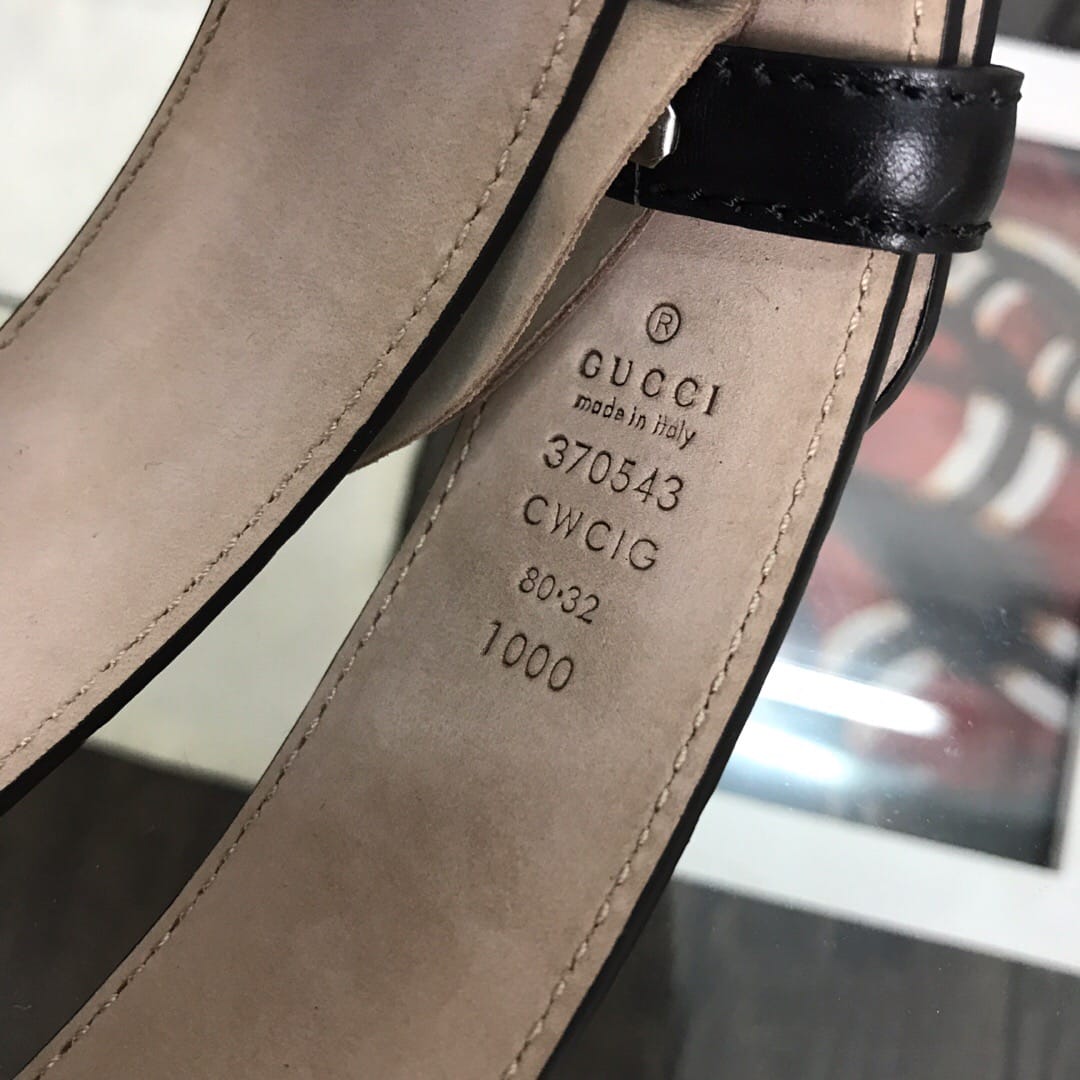 ®
GUCCI
made in italy
370543
CWCIG
80·32
1000